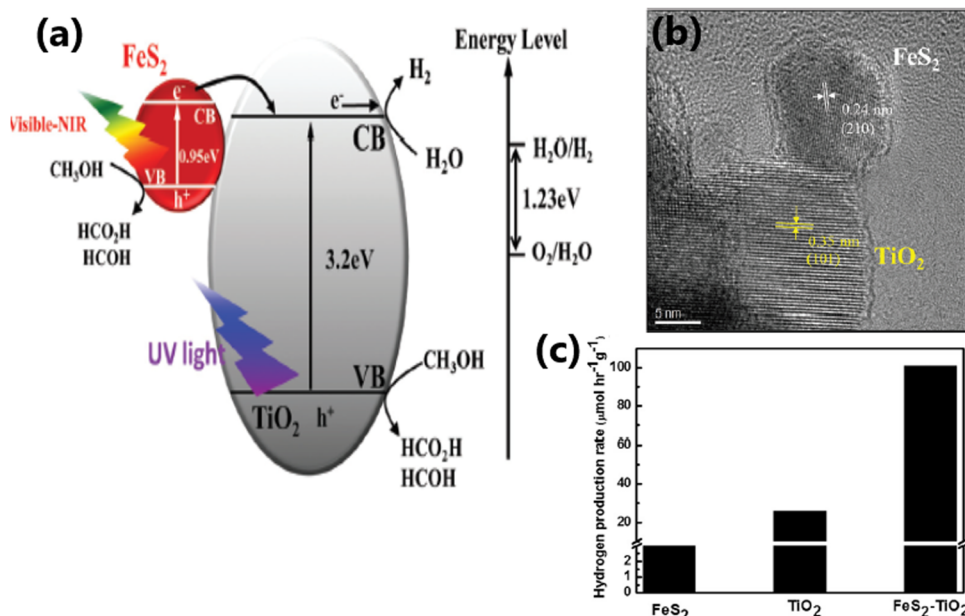 (a)
FeS2
e-
CB
Visible-NIR
0.95eV
CH3OH
VB
h+
HCO2H
HCOH
H2
e-
CB
H2O
3.2eV
UV light
VB
CH3OH
TiO2 h+
HCO2H
HCOH
Energy Level
H2O/H2
1.23eV
O2/H2O
(b)
FeS2
0.24 nm
(210)
0.35 nm
(101)
TiO2
5 nm
(c)
Hydrogen production rate (μmol hr-1g-1)
100
80
60
40
20
2
1
0
FeS2
TiO2
FeS2-TiO2